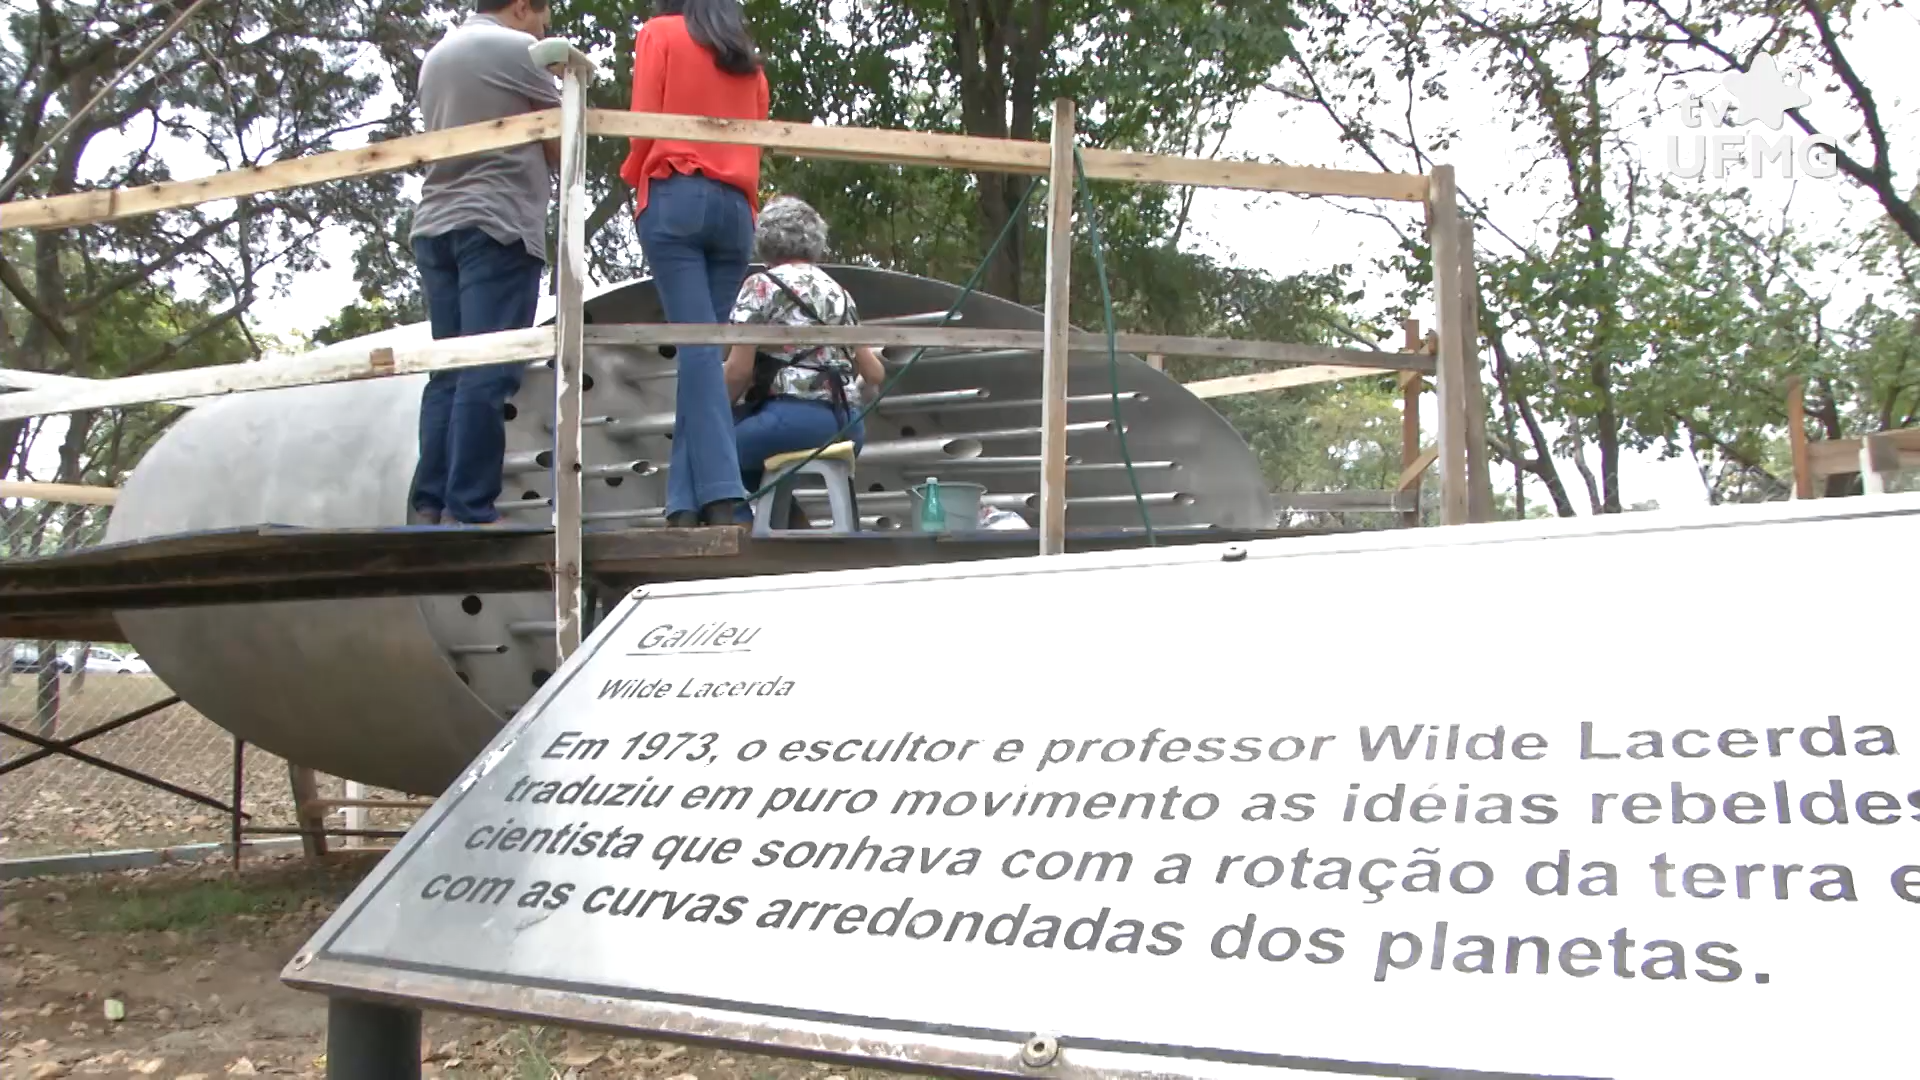 tv
UFMG
Galileu
Wilde Lacerda
Em 1973, o escultor e professor Wilde Lacerda
traduziu em puro movimento as idéias rebeldes
cientista que sonhava com a rotação da terra e
com as curvas arredondadas dos planetas.